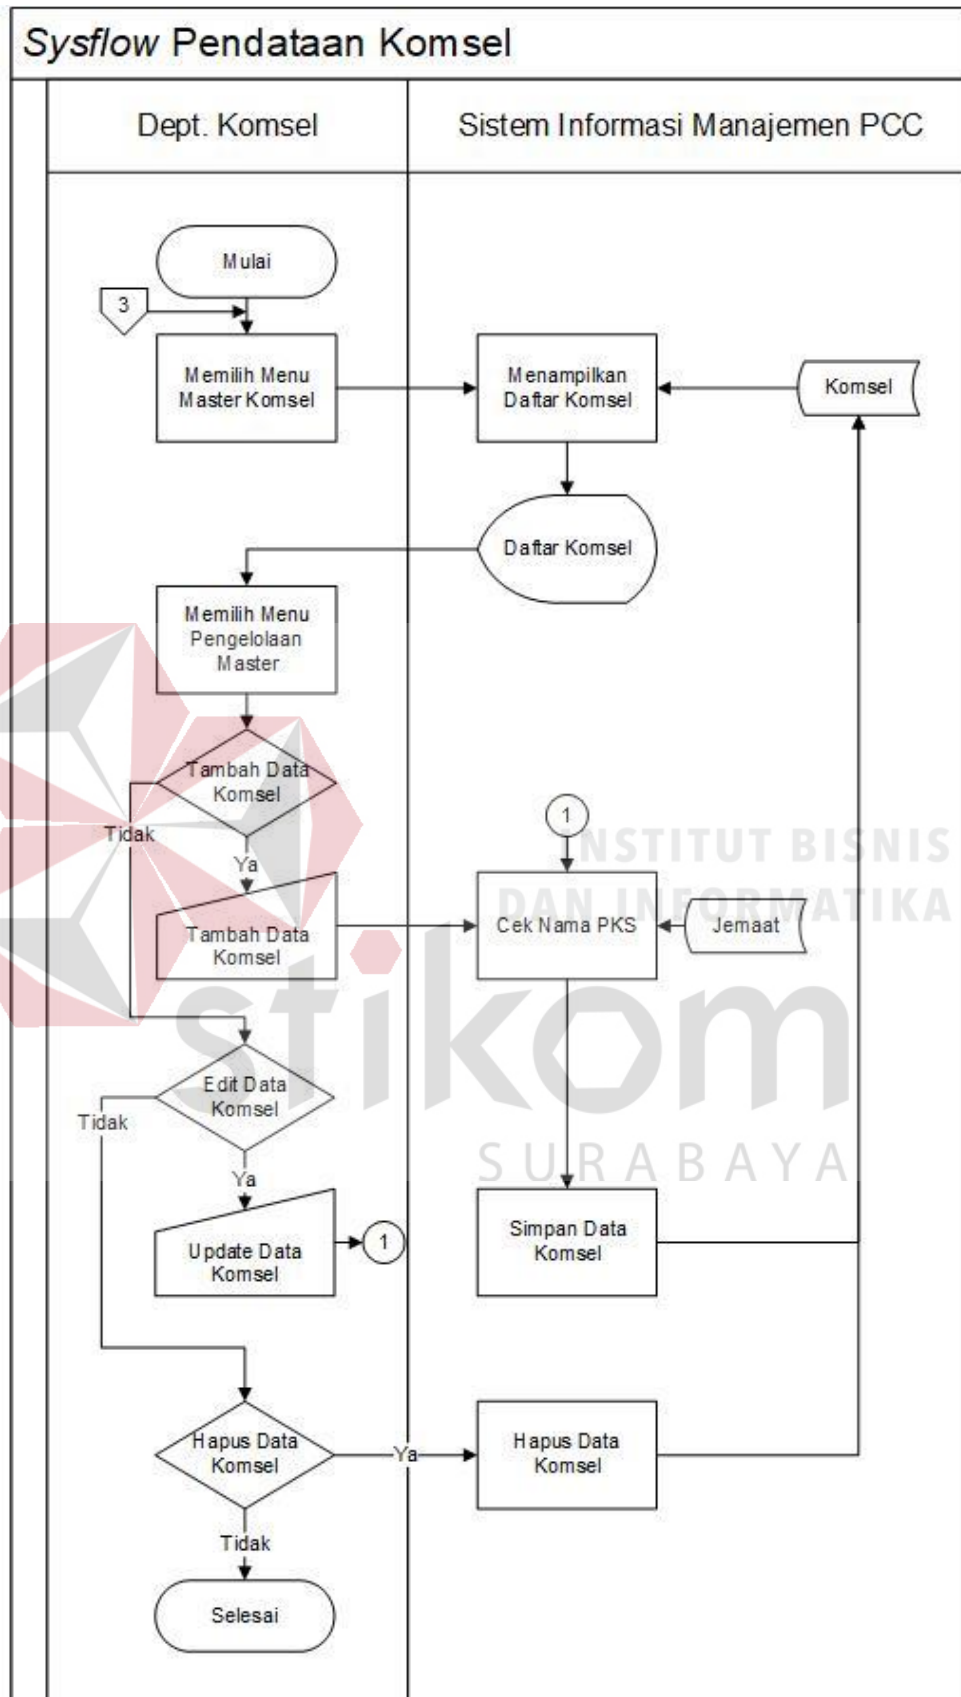 Sysflow Pendataan Komsel
Dept. Komsel
Sistem Informasi Manajemen PCC
Mulai
3
Memilih Menu
Master Komsel
Menampilkan
Daftar Komsel
Komsel
Daftar Komsel
Memilih Menu
Pengelolaan
Master
Tambah Data
Komsel
Tidak
Ya
1
INSTITUT BISNIS
DAN INFORMATIKA
Tambah Data
Komsel
Cek Nama PKS
Jemaat
stikom
SURABAYA
Edit Data
Komsel
Tidak
Ya
Update Data
Komsel
1
Simpan Data
Komsel
Hapus Data
Komsel
Ya
Hapus Data
Komsel
Tidak
Selesai